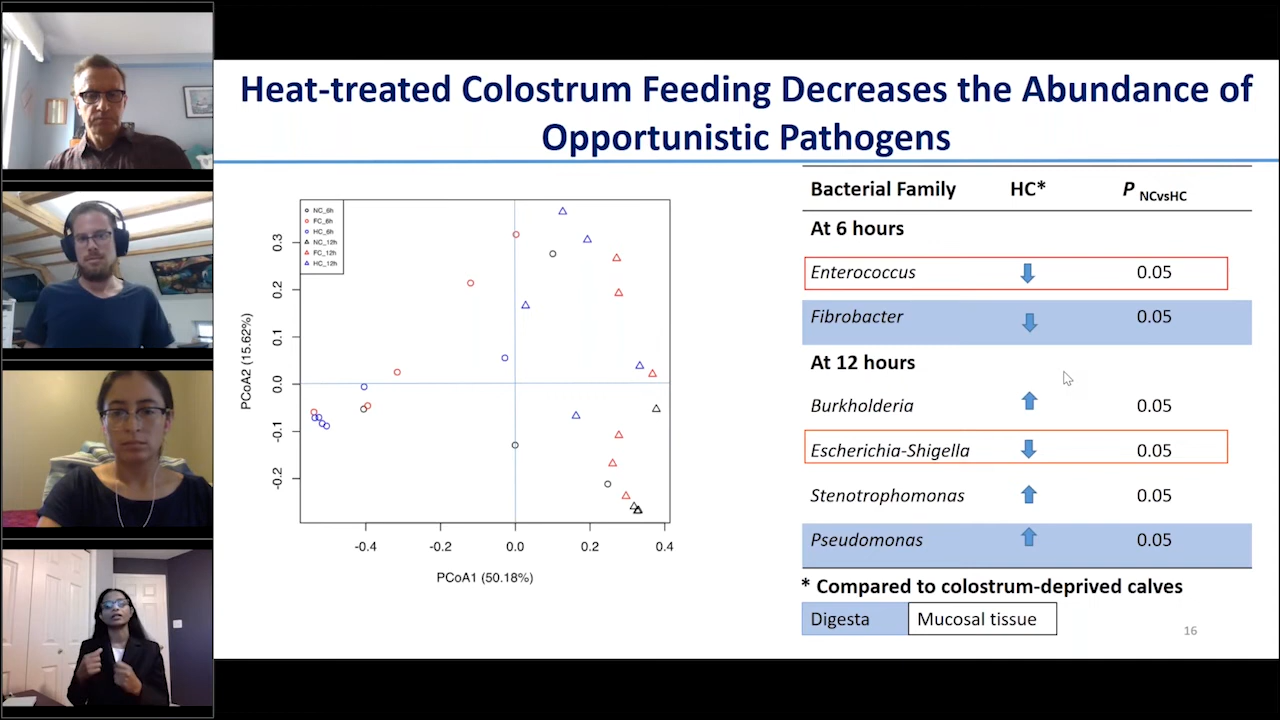 Heat-treated Colostrum Feeding Decreases the Abundance of
Opportunistic Pathogens
NC_6h
FC_6h
HC_6h
NC_12h
FC_12h
HC_12h
0.3
0.2
0.1
0.0
-0.1
-0.2
PCoA2 (15.62%)
-0.4 -0.2 0.0 0.2 0.4
PCoA1 (50.18%)
Bacterial Family HC* P NCvsHC
At 6 hours
Enterococcus 0.05
Fibrobacter 0.05
At 12 hours
Burkholderia 0.05
Escherichia-Shigella 0.05
Stenotrophomonas 0.05
Pseudomonas 0.05
* Compared to colostrum-deprived calves
Digesta Mucosal tissue
16